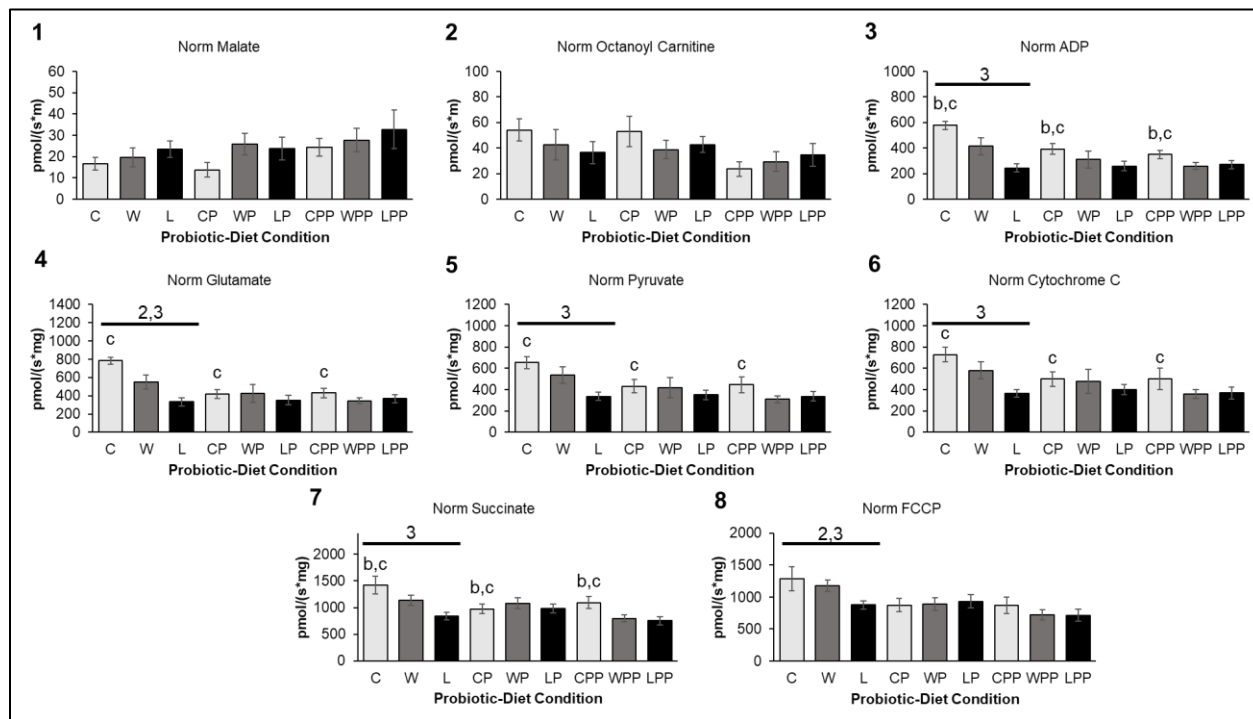 1
Norm Malate
pmol/(s*m)
60
50
40
30
20
10
0
C W L CP WP LP CPP WPP LPP
Probiotic-Diet Condition
2
Norm Octanoyl Carnitine
pmol/(s*m)
100
80
60
40
20
0
C W L CP WP LP CPP WPP LPP
Probiotic-Diet Condition
3
Norm ADP
pmol/(s*m)
1000
800
600
400
200
0
3
b,c b,c b,c
C W L CP WP LP CPP WPP LPP
Probiotic-Diet Condition
4
Norm Glutamate
pmol/(s*mg)
1400
1200
1000
800
600
400
200
0
2,3
c c c
C W L CP WP LP CPP WPP LPP
Probiotic-Diet Condition
5
Norm Pyruvate
pmol/(s*mg)
1200
1000
800
600
400
200
0
3
c c c
C W L CP WP LP CPP WPP LPP
Probiotic-Diet Condition
6
Norm Cytochrome C
pmol/(s*mg)
1200
1000
800
600
400
200
0
3
c c c
C W L CP WP LP CPP WPP LPP
Probiotic-Diet Condition
7
Norm Succinate
pmol/(s*mg)
2000
1500
1000
500
0
3
b,c b,c b,c
C W L CP WP LP CPP WPP LPP
Probiotic-Diet Condition
8
Norm FCCP
pmol/(s*mg)
2000
1500
1000
500
0
2,3
C W L CP WP LP CPP WPP LPP
Probiotic-Diet Condition